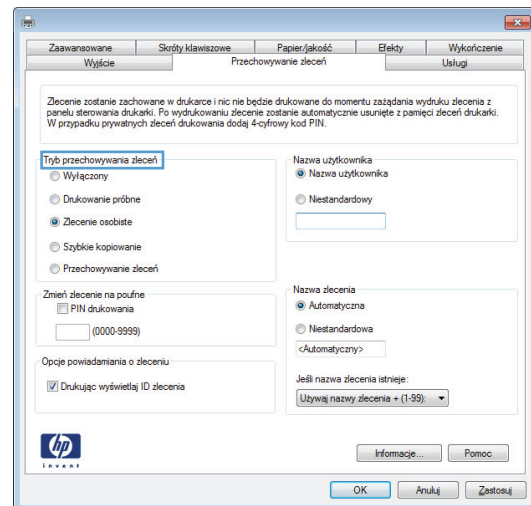 Zaawansowane
Skróty klawiszowe
Papier/jakość
Efekty
Wykończenie
Wyjście
Przechowywanie zleceń
Usługi
Zlecenie zostanie zachowane w drukarce i nic nie będzie drukowane do momentu zażądania wydruku zlecenia z
panelu sterowania drukarki. Po wydrukowaniu zlecenie zostanie automatycznie usunięte z pamięci zleceń drukarki.
W przypadku prywatnych zleceń drukowania dodaj 4-cyfrowy kod PIN.
Tryb przechowywania zleceń
Wyłączony
Drukowanie próbne
Zlecenie osobiste
Szybkie kopiowanie
Przechowywanie zleceń
Nazwa użytkownika
Nazwa użytkownika
Niestandardowy
Zmień zlecenie na poufne
PIN drukowania
(0000-9999)
Nazwa zlecenia
Automatyczna
Niestandardowa
<Automatyczny>
Opcje powiadamiania o zleceniu
Drukując wyświetlaj ID zlecenia
Jeśli nazwa zlecenia istnieje:
Używaj nazwy zlecenia + (1-99):
hp
invent
Informacje...
Pomoc
OK
Anuluj
Zastosuj